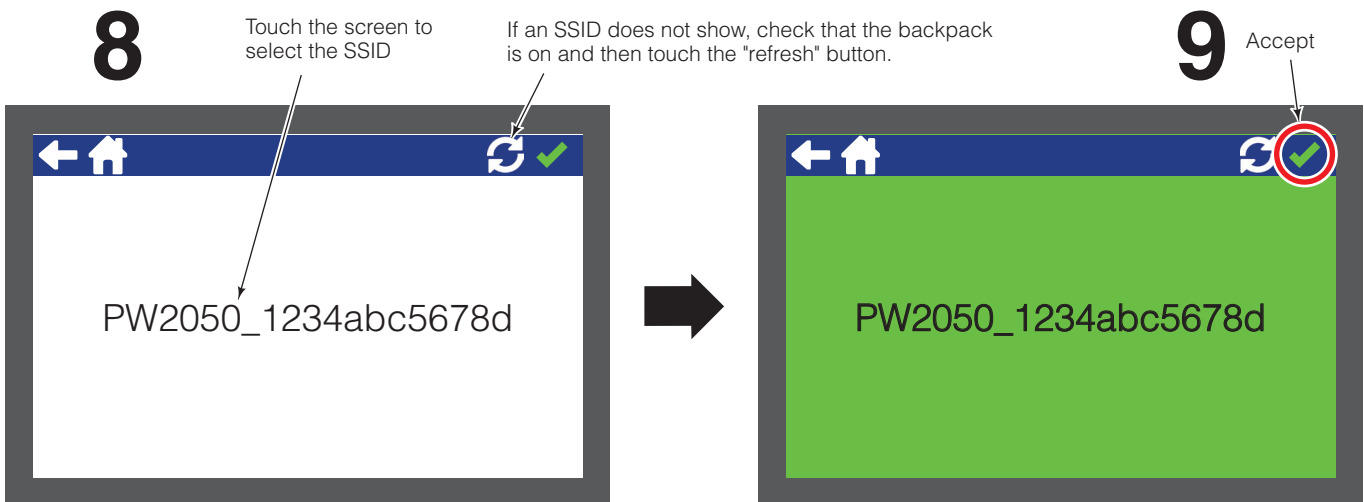 8
Touch the screen to
select the SSID
If an SSID does not show, check that the backpack
is on and then touch the "refresh" button.
9
Accept
PW2050_1234abc5678d
PW2050_1234abc5678d